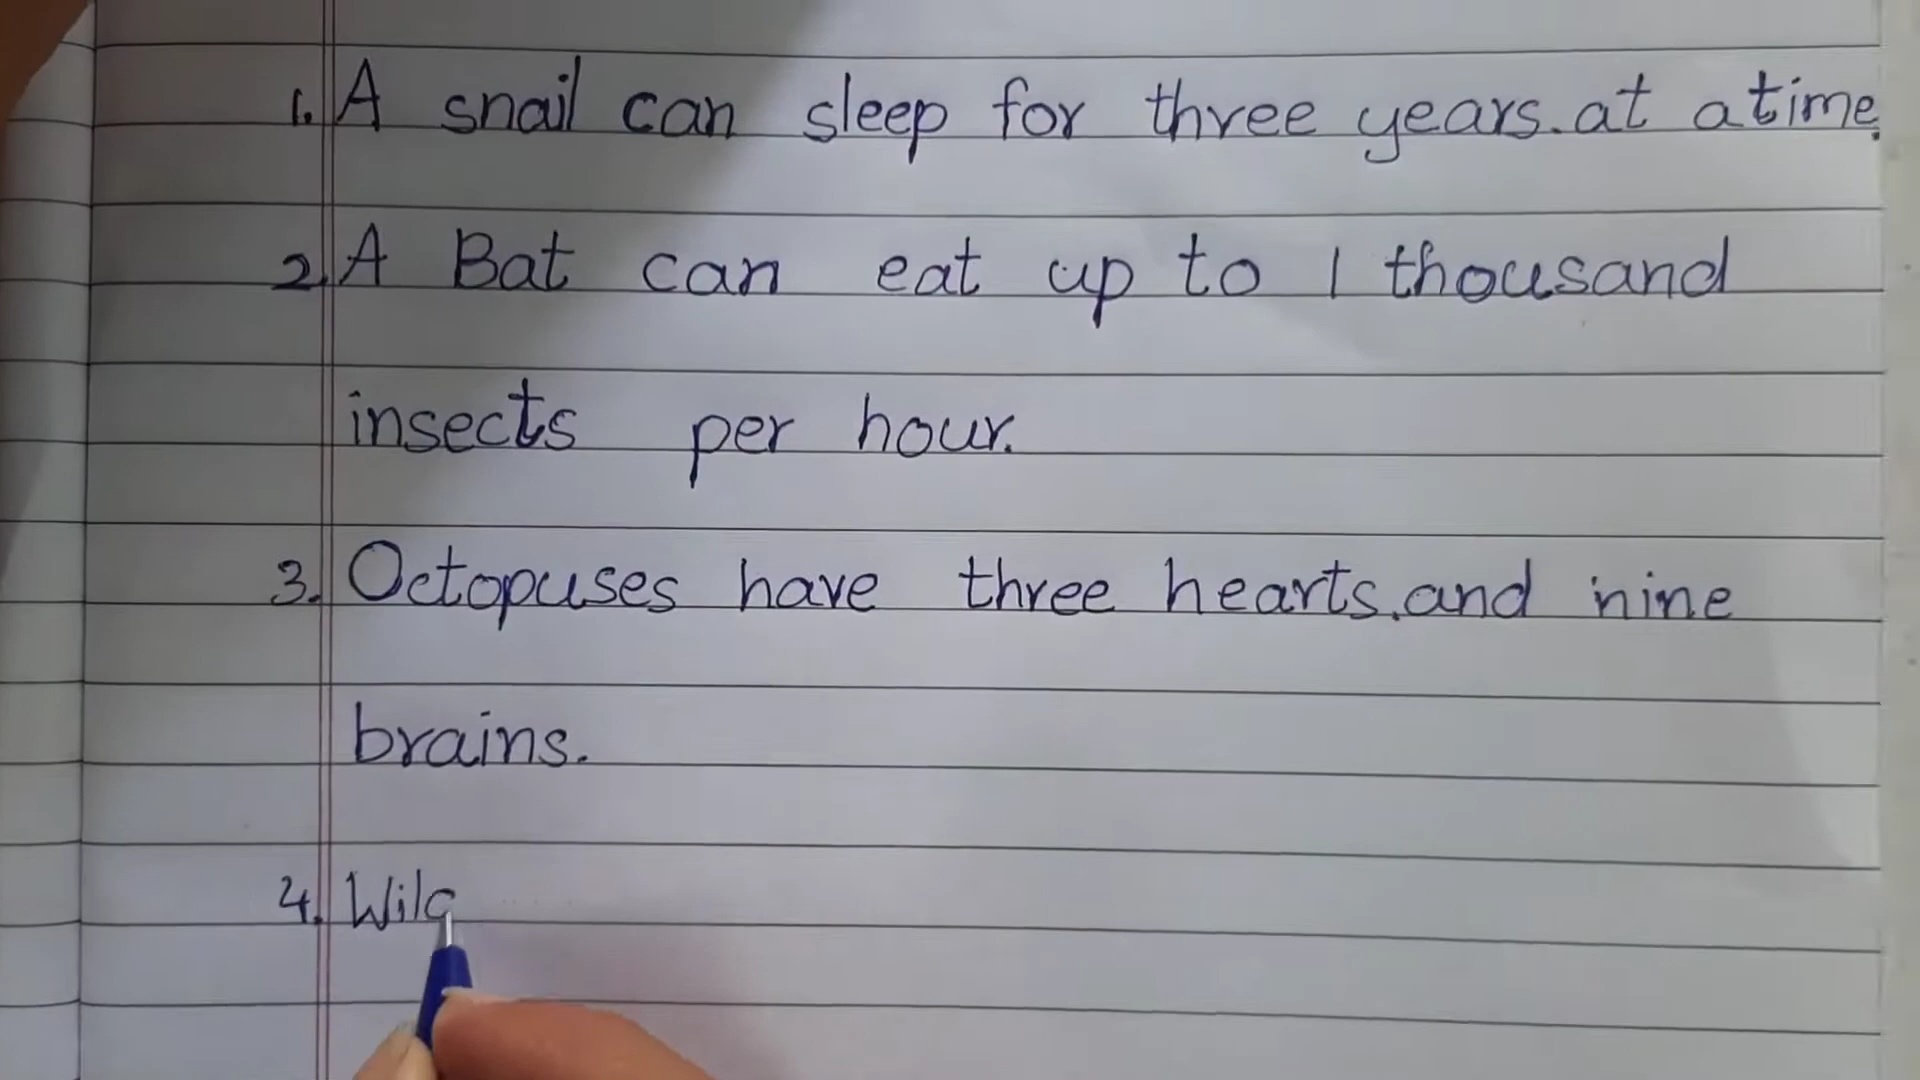 1. A snail can sleep for three years. at a time.
2. A Bat can eat up to 1 thousand
insects per hour.
3. Octopuses have three hearts. and nine
brains.
4. Wil